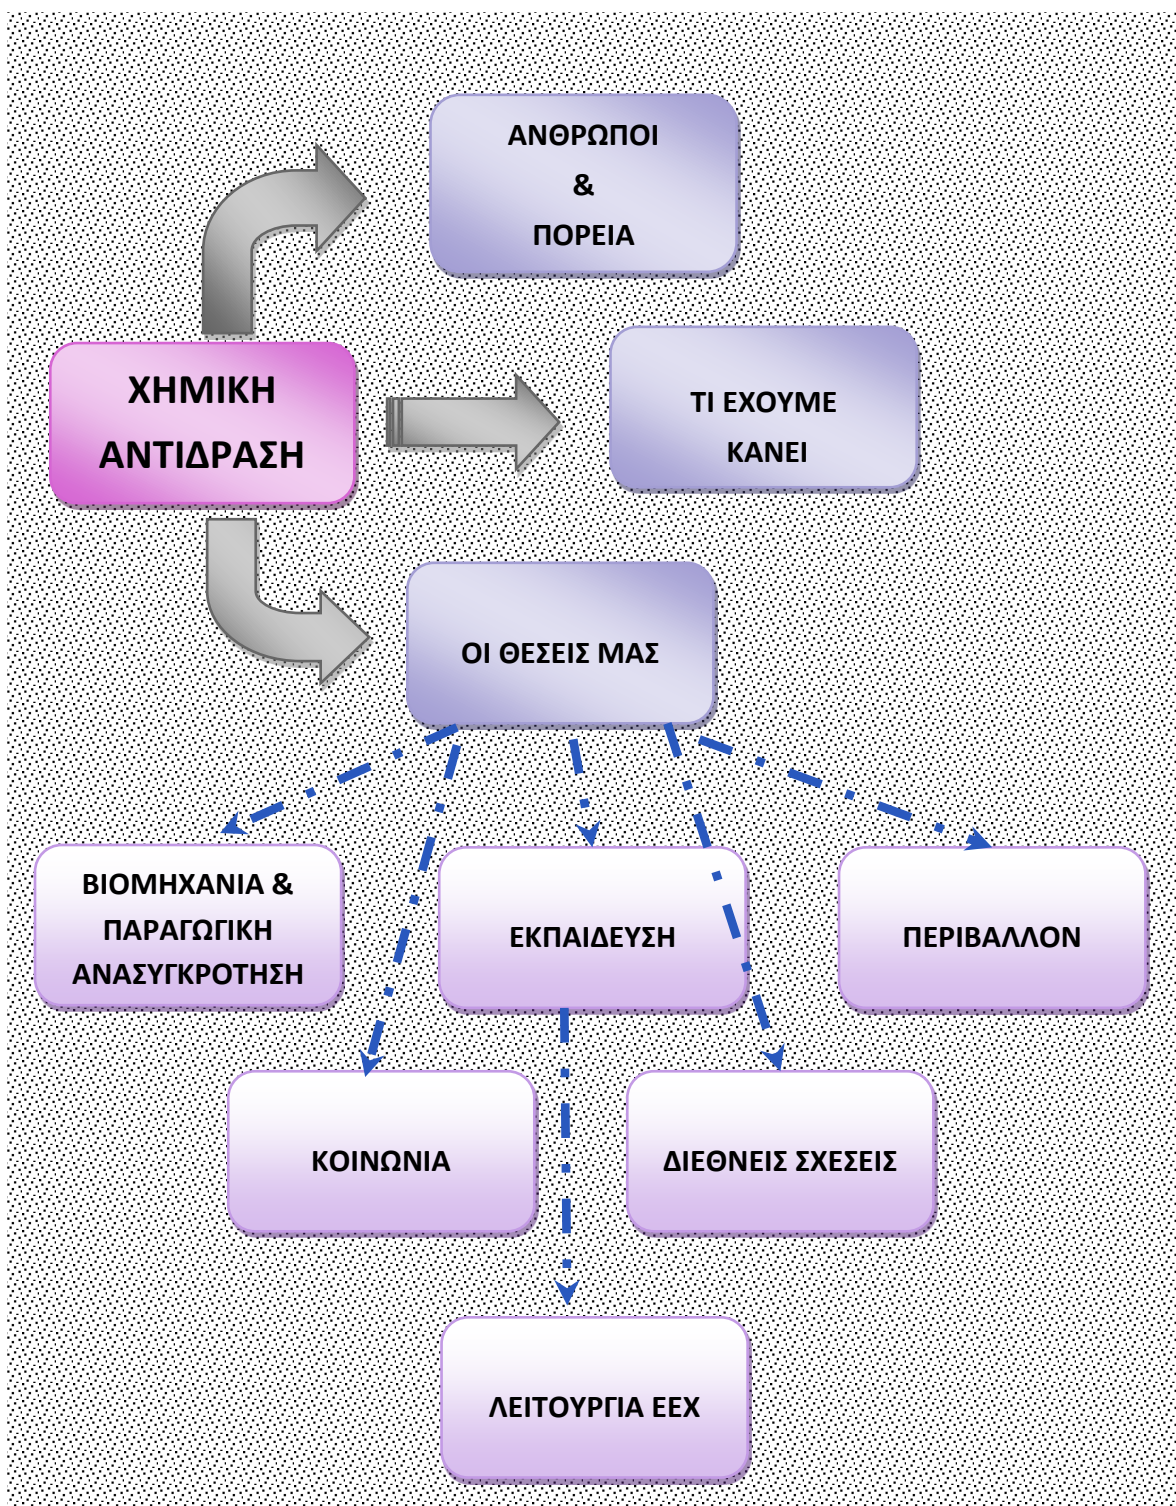 ΑΝΘΡΩΠΟΙ
&
ΠΟΡΕΙΑ
ΧΗΜΙΚΗ
ΑΝΤΙΔΡΑΣΗ
ΤΙ ΕΧΟΥΜΕ
ΚΑΝΕΙ
ΟΙ ΘΕΣΕΙΣ ΜΑΣ
ΒΙΟΜΗΧΑΝΙΑ &
ΠΑΡΑΓΩΓΙΚΗ
ΑΝΑΣΥΓΚΡΟΤΗΣΗ
ΕΚΠΑΙΔΕΥΣΗ
ΠΕΡΙΒΑΛΛΟΝ
ΚΟΙΝΩΝΙΑ
ΔΙΕΘΝΕΙΣ ΣΧΕΣΕΙΣ
ΛΕΙΤΟΥΡΓΙΑ ΕΕΧ